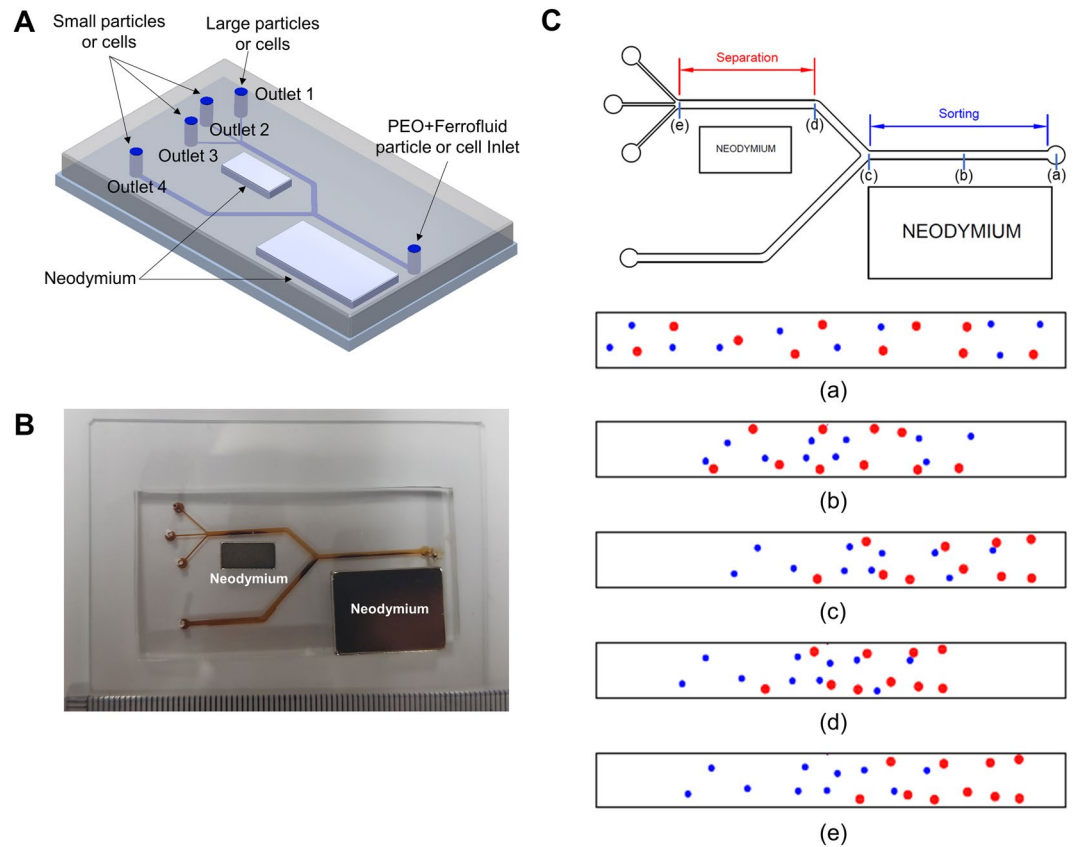 A
Small particles
or cells
Large particles
or cells
Outlet 1
Outlet 2
Outlet 3
Outlet 4
PEO+Ferrofluid
particle or cell Inlet
Neodymium
B
Neodymium
Neodymium
C
Separation
(e)
(d)
NEODYMIUM
Sorting
(c)
(b)
(a)
NEODYMIUM
(a)
(b)
(c)
(d)
(e)